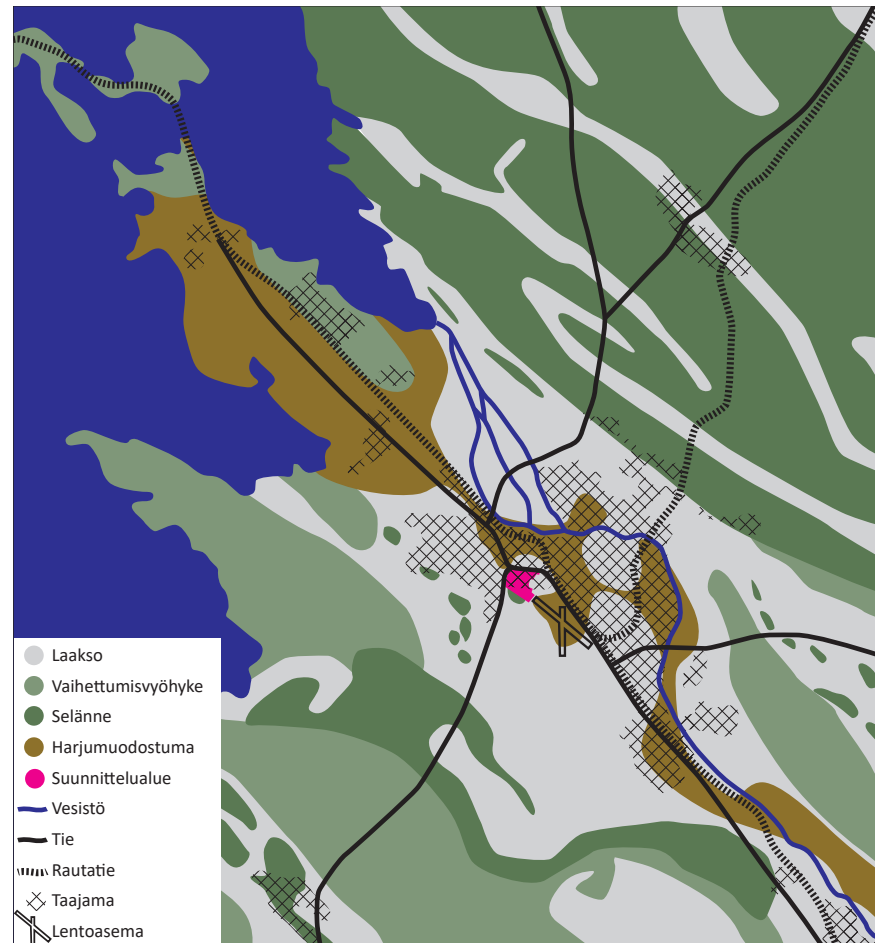 Laakso
Vaihettumisvyöhyke
Selänne
Harjumuodostuma
Suunnittelualue
Vesistö
Tie
Rautatie
Taajama
Lentoasema